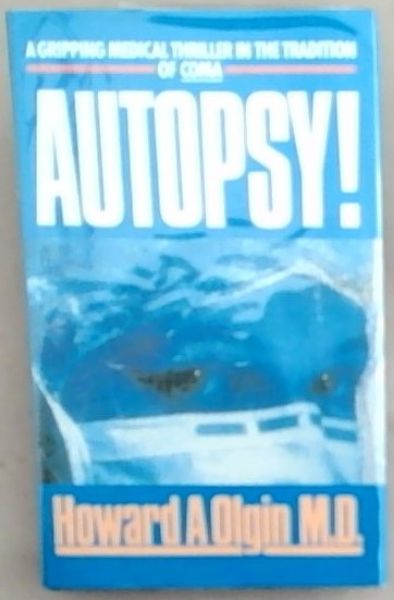 A GRIPPING MEDICAL THRILLER IN THE TRADITION
OF COMA
AUTOPSY!
Howard A Olgin M.D.